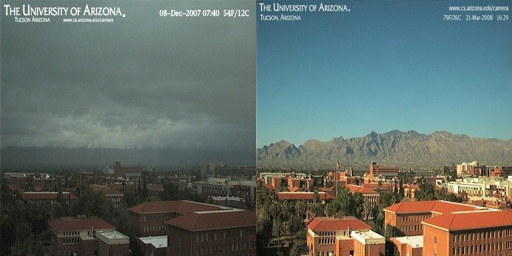 THE UNIVERSITY OF ARIZONA®
TUCSON ARIZONA www.cs.arizona.edu/camera
08-Dec-2007 07:40 54F/12C
THE UNIVERSITY OF ARIZONA®
TUCSON, ARIZONA
www.cs.arizona.edu/camera
79F/26C 21-Mar-2008 16:29